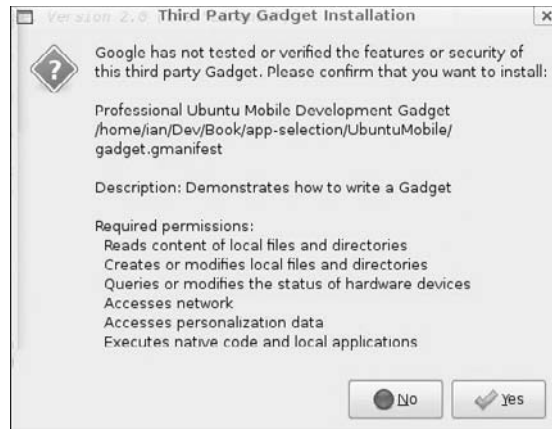 Version 2.0
Third Party Gadget Installation
Google has not tested or verified the features or security of
this third party Gadget. Please confirm that you want to install:
Professional Ubuntu Mobile Development Gadget
/home/ian/Dev/Book/app-selection/UbuntuMobile/
gadget.gmanifest
Description: Demonstrates how to write a Gadget
Required permissions:
Reads content of local files and directories
Creates or modifies local files and directories
Queries or modifies the status of hardware devices
Accesses network
Accesses personalization data
Executes native code and local applications
No
Yes